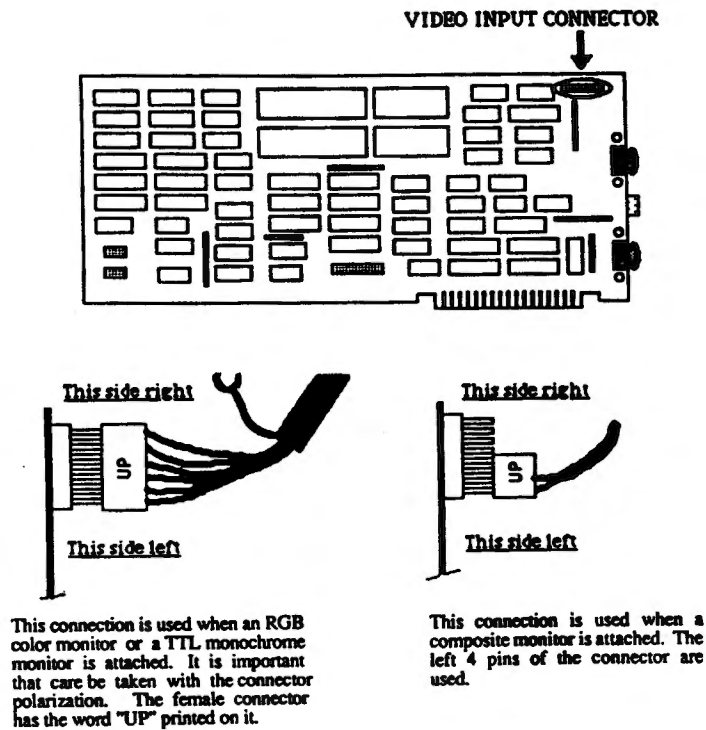 VIDEO INPUT CONNECTOR
This side right
UP
This side left
This connection is used when an RGB
color monitor or a TTL monochrome
monitor is attached. It is important
that care be taken with the connector
polarization. The female connector
has the word "UP" printed on it.
This side right
UP
This side left
This connection is used when a
composite monitor is attached. The
left 4 pins of the connector are
used.